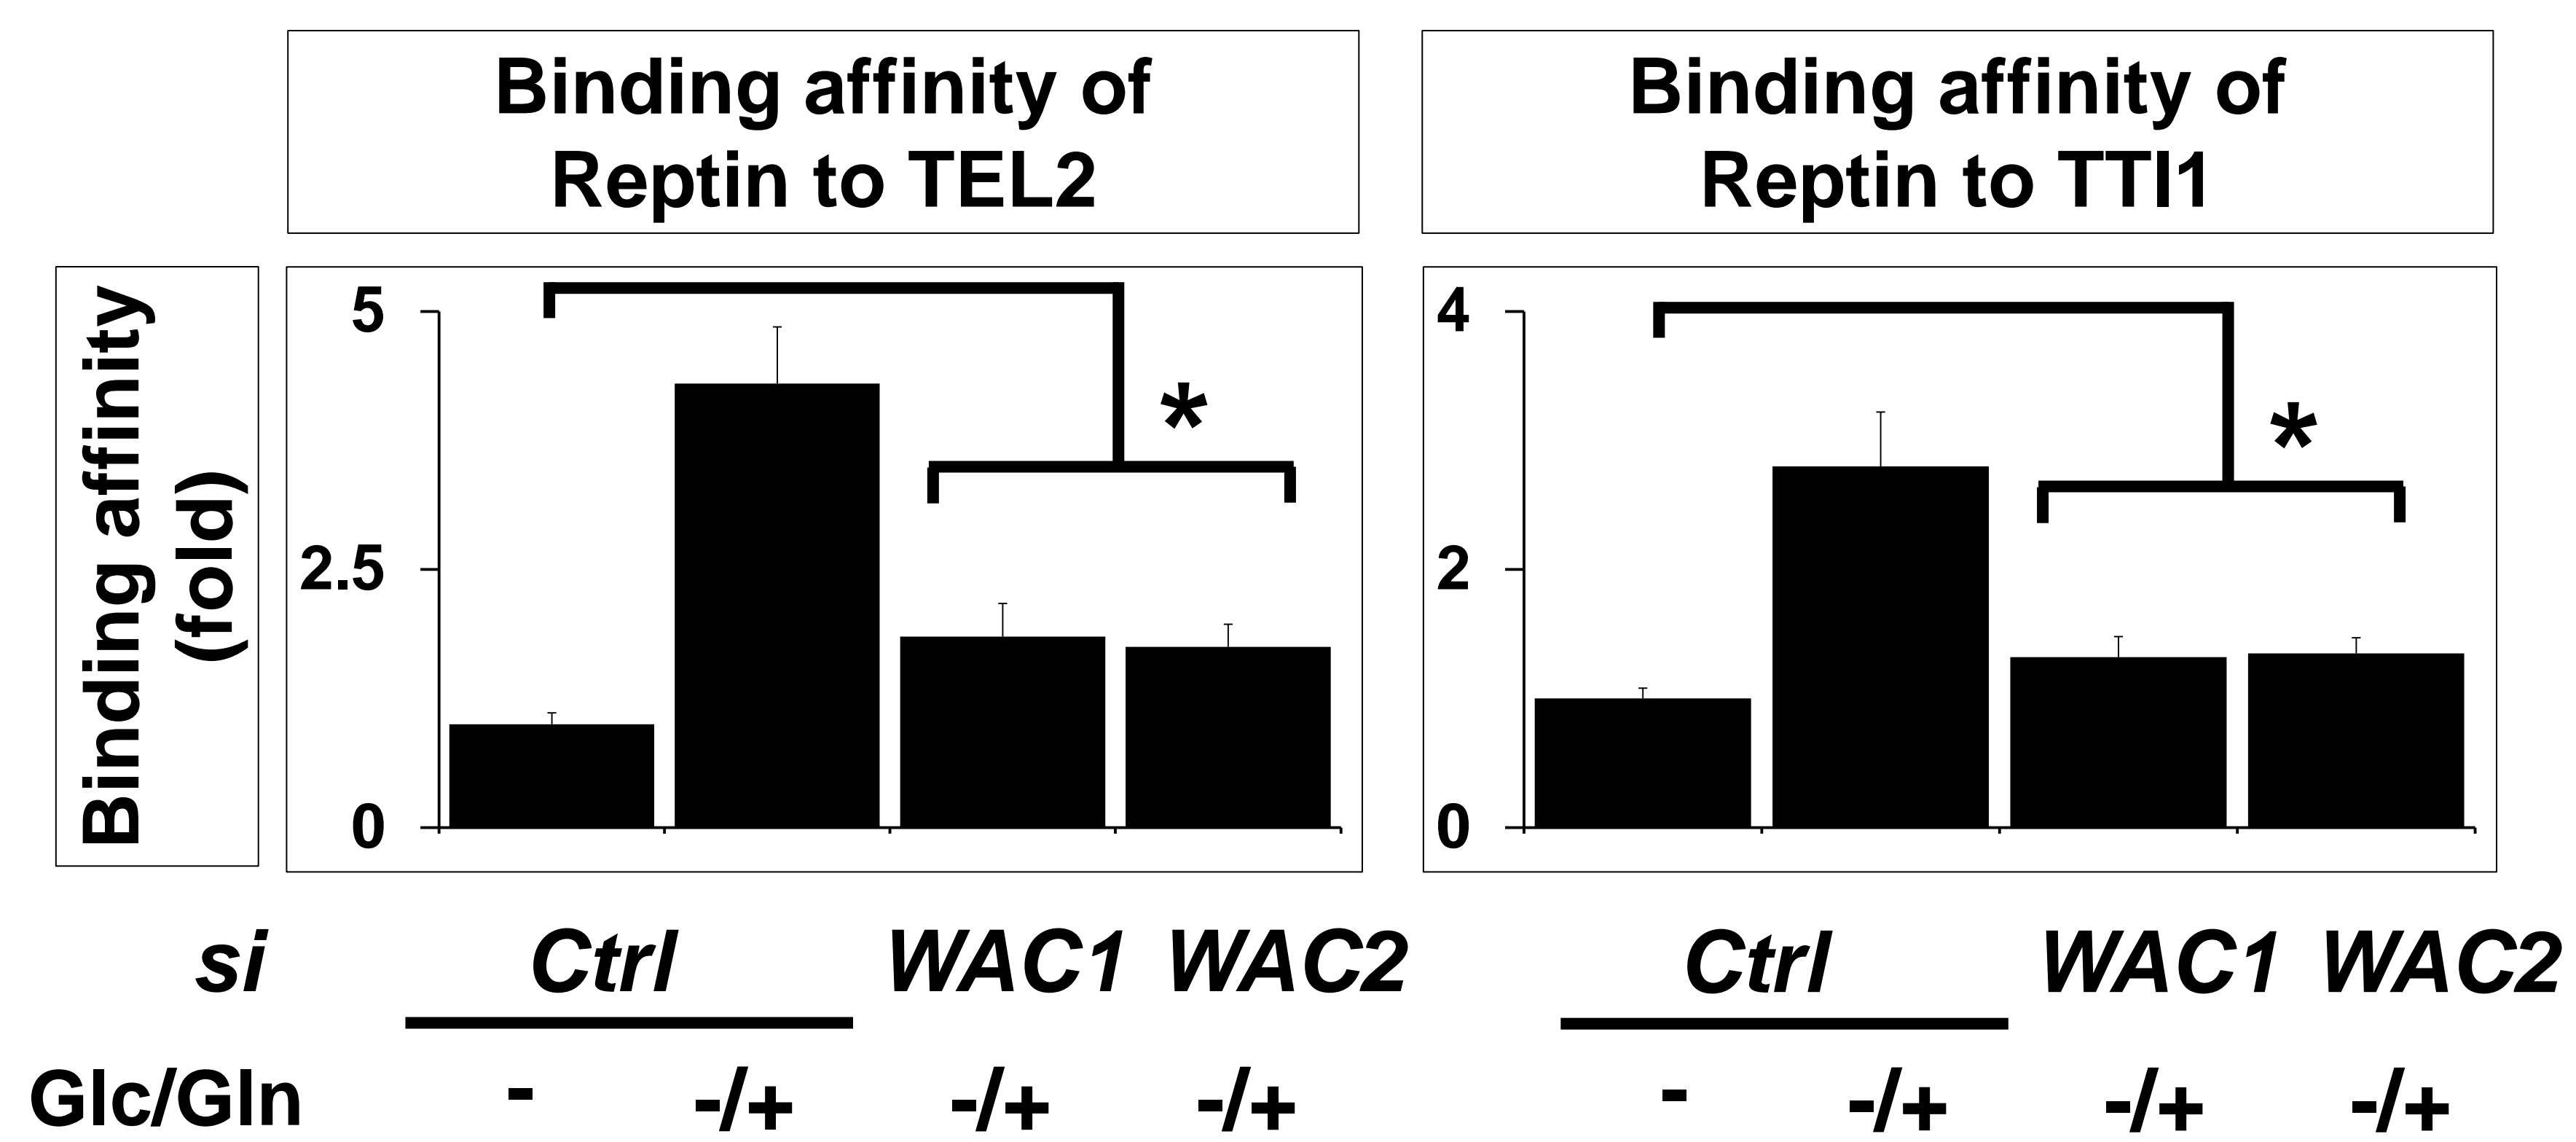 Binding affinity of
Reptin to TEL2
Binding affinity of
Reptin to TTI1
Binding affinity
(fold)
5
2.5
0
*
4
2
0
*
si Ctrl WAC1 WAC2 Ctrl WAC1 WAC2
Glc/Gln - -/+ -/+ -/+ - -/+ -/+ -/+